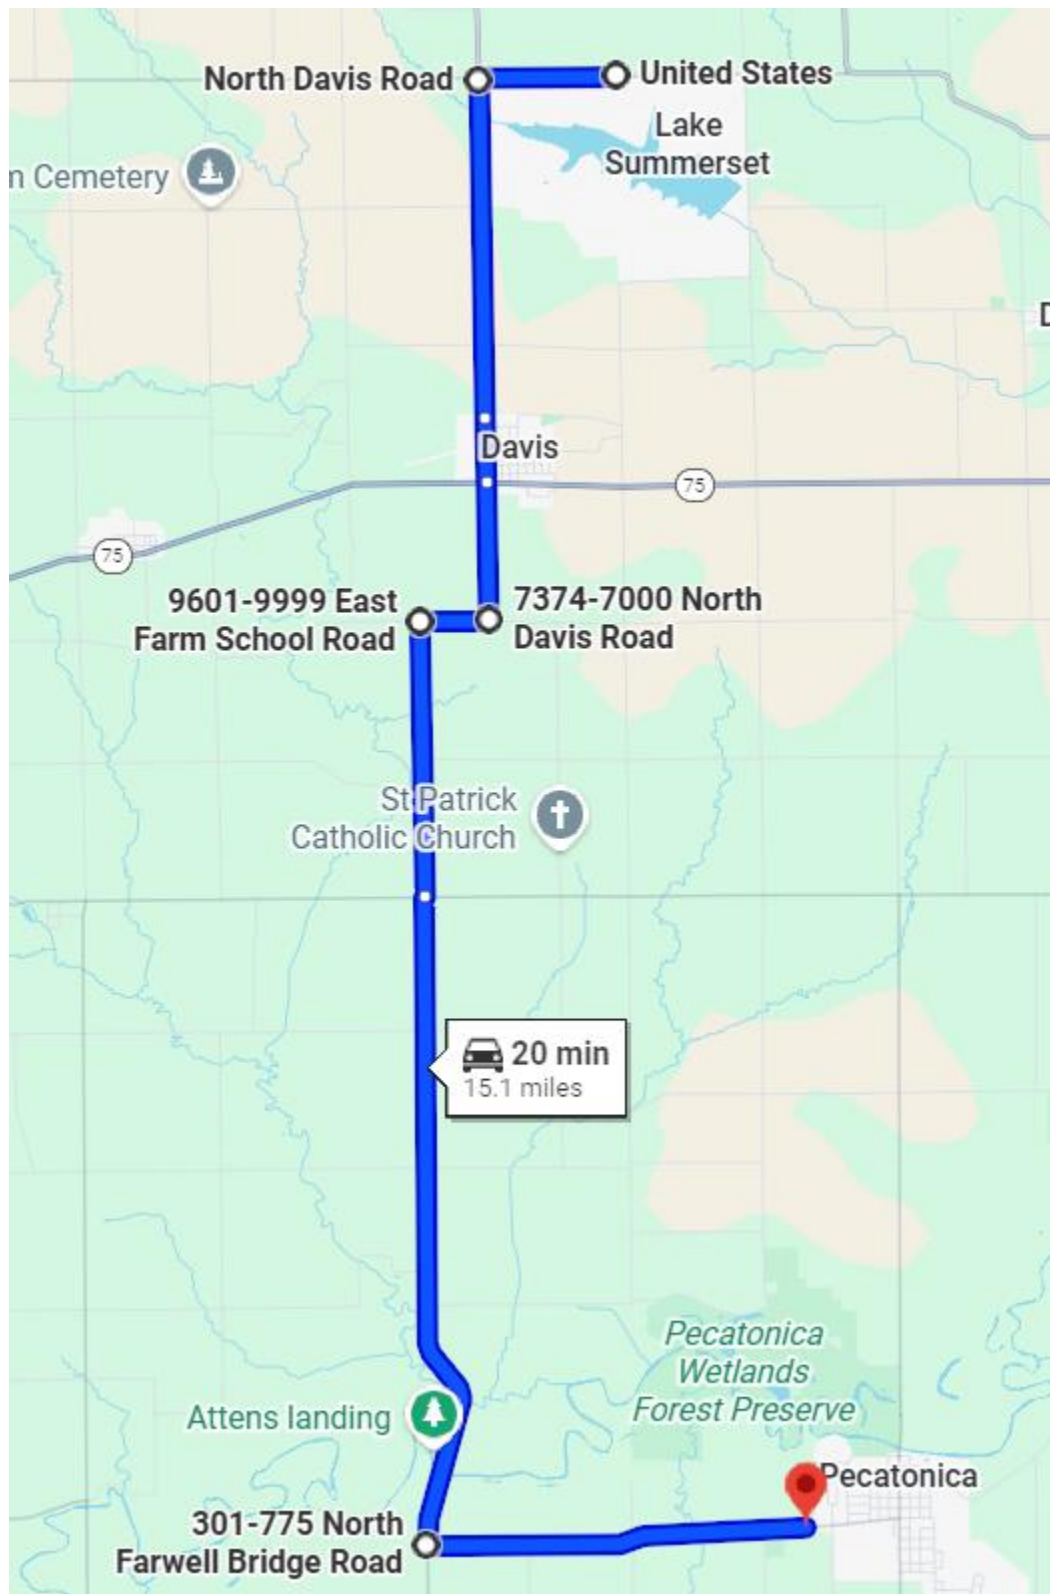 North Davis Road
United States
Lake
Summerset
n Cemetery
D
Davis
75
75
9601-9999 East
Farm School Road
7374-7000 North
Davis Road
St Patrick
Catholic Church
20 min
15.1 miles
Pecatonica
Wetlands
Forest Preserve
Attens landing
Pecatonica
301-775 North
Farwell Bridge Road